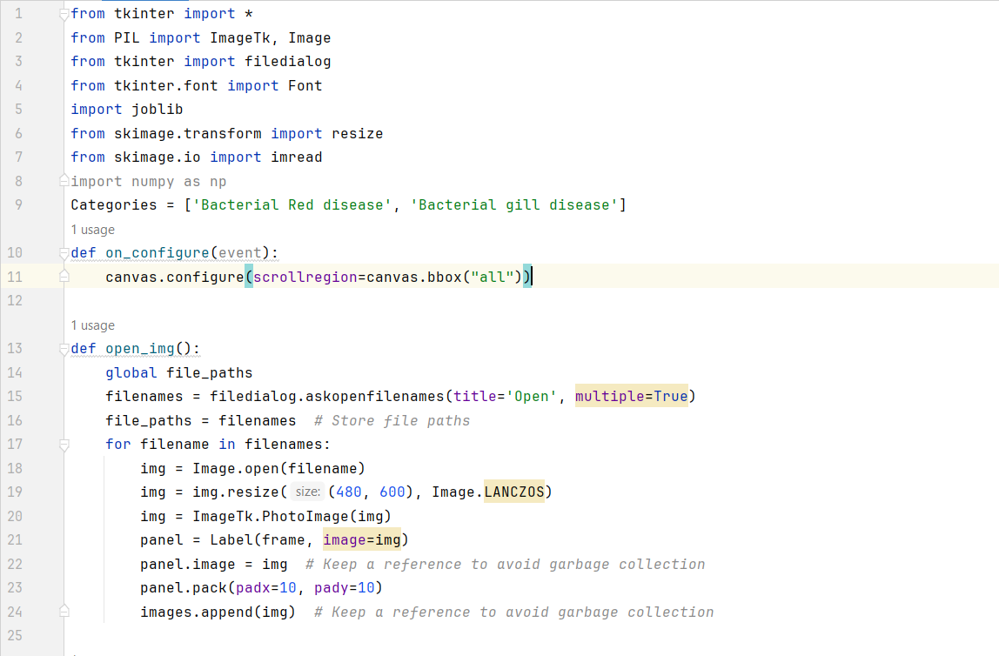 1 from tkinter import *
2 from PIL import ImageTk, Image
3 from tkinter import filedialog
4 from tkinter.font import Font
5 import joblib
6 from skimage.transform import resize
7 from skimage.io import imread
8 import numpy as np
9 Categories = ['Bacterial Red disease', 'Bacterial gill disease']
1 usage
10 def on_configure(event):
11     canvas.configure(scrollregion=canvas.bbox("all"))
12
1 usage
13 def open_img():
14     global file_paths
15     filenames = filedialog.askopenfilenames(title='Open', multiple=True)
16     file_paths = filenames  # Store file paths
17     for filename in filenames:
18         img = Image.open(filename)
19         img = img.resize( size: (480, 600), Image.LANCZOS)
20         img = ImageTk.PhotoImage(img)
21         panel = Label(frame, image=img)
22         panel.image = img  # Keep a reference to avoid garbage collection
23         panel.pack(padx=10, pady=10)
24         images.append(img)  # Keep a reference to avoid garbage collection
25